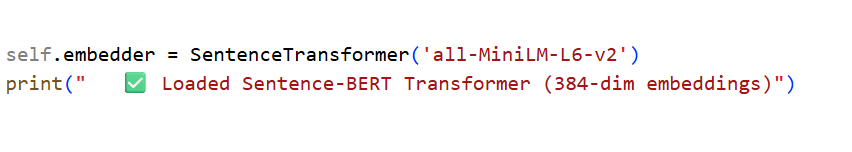 self.embedder = SentenceTransformer('all-MiniLM-L6-v2')
print("   ✅ Loaded Sentence-BERT Transformer (384-dim embeddings)")